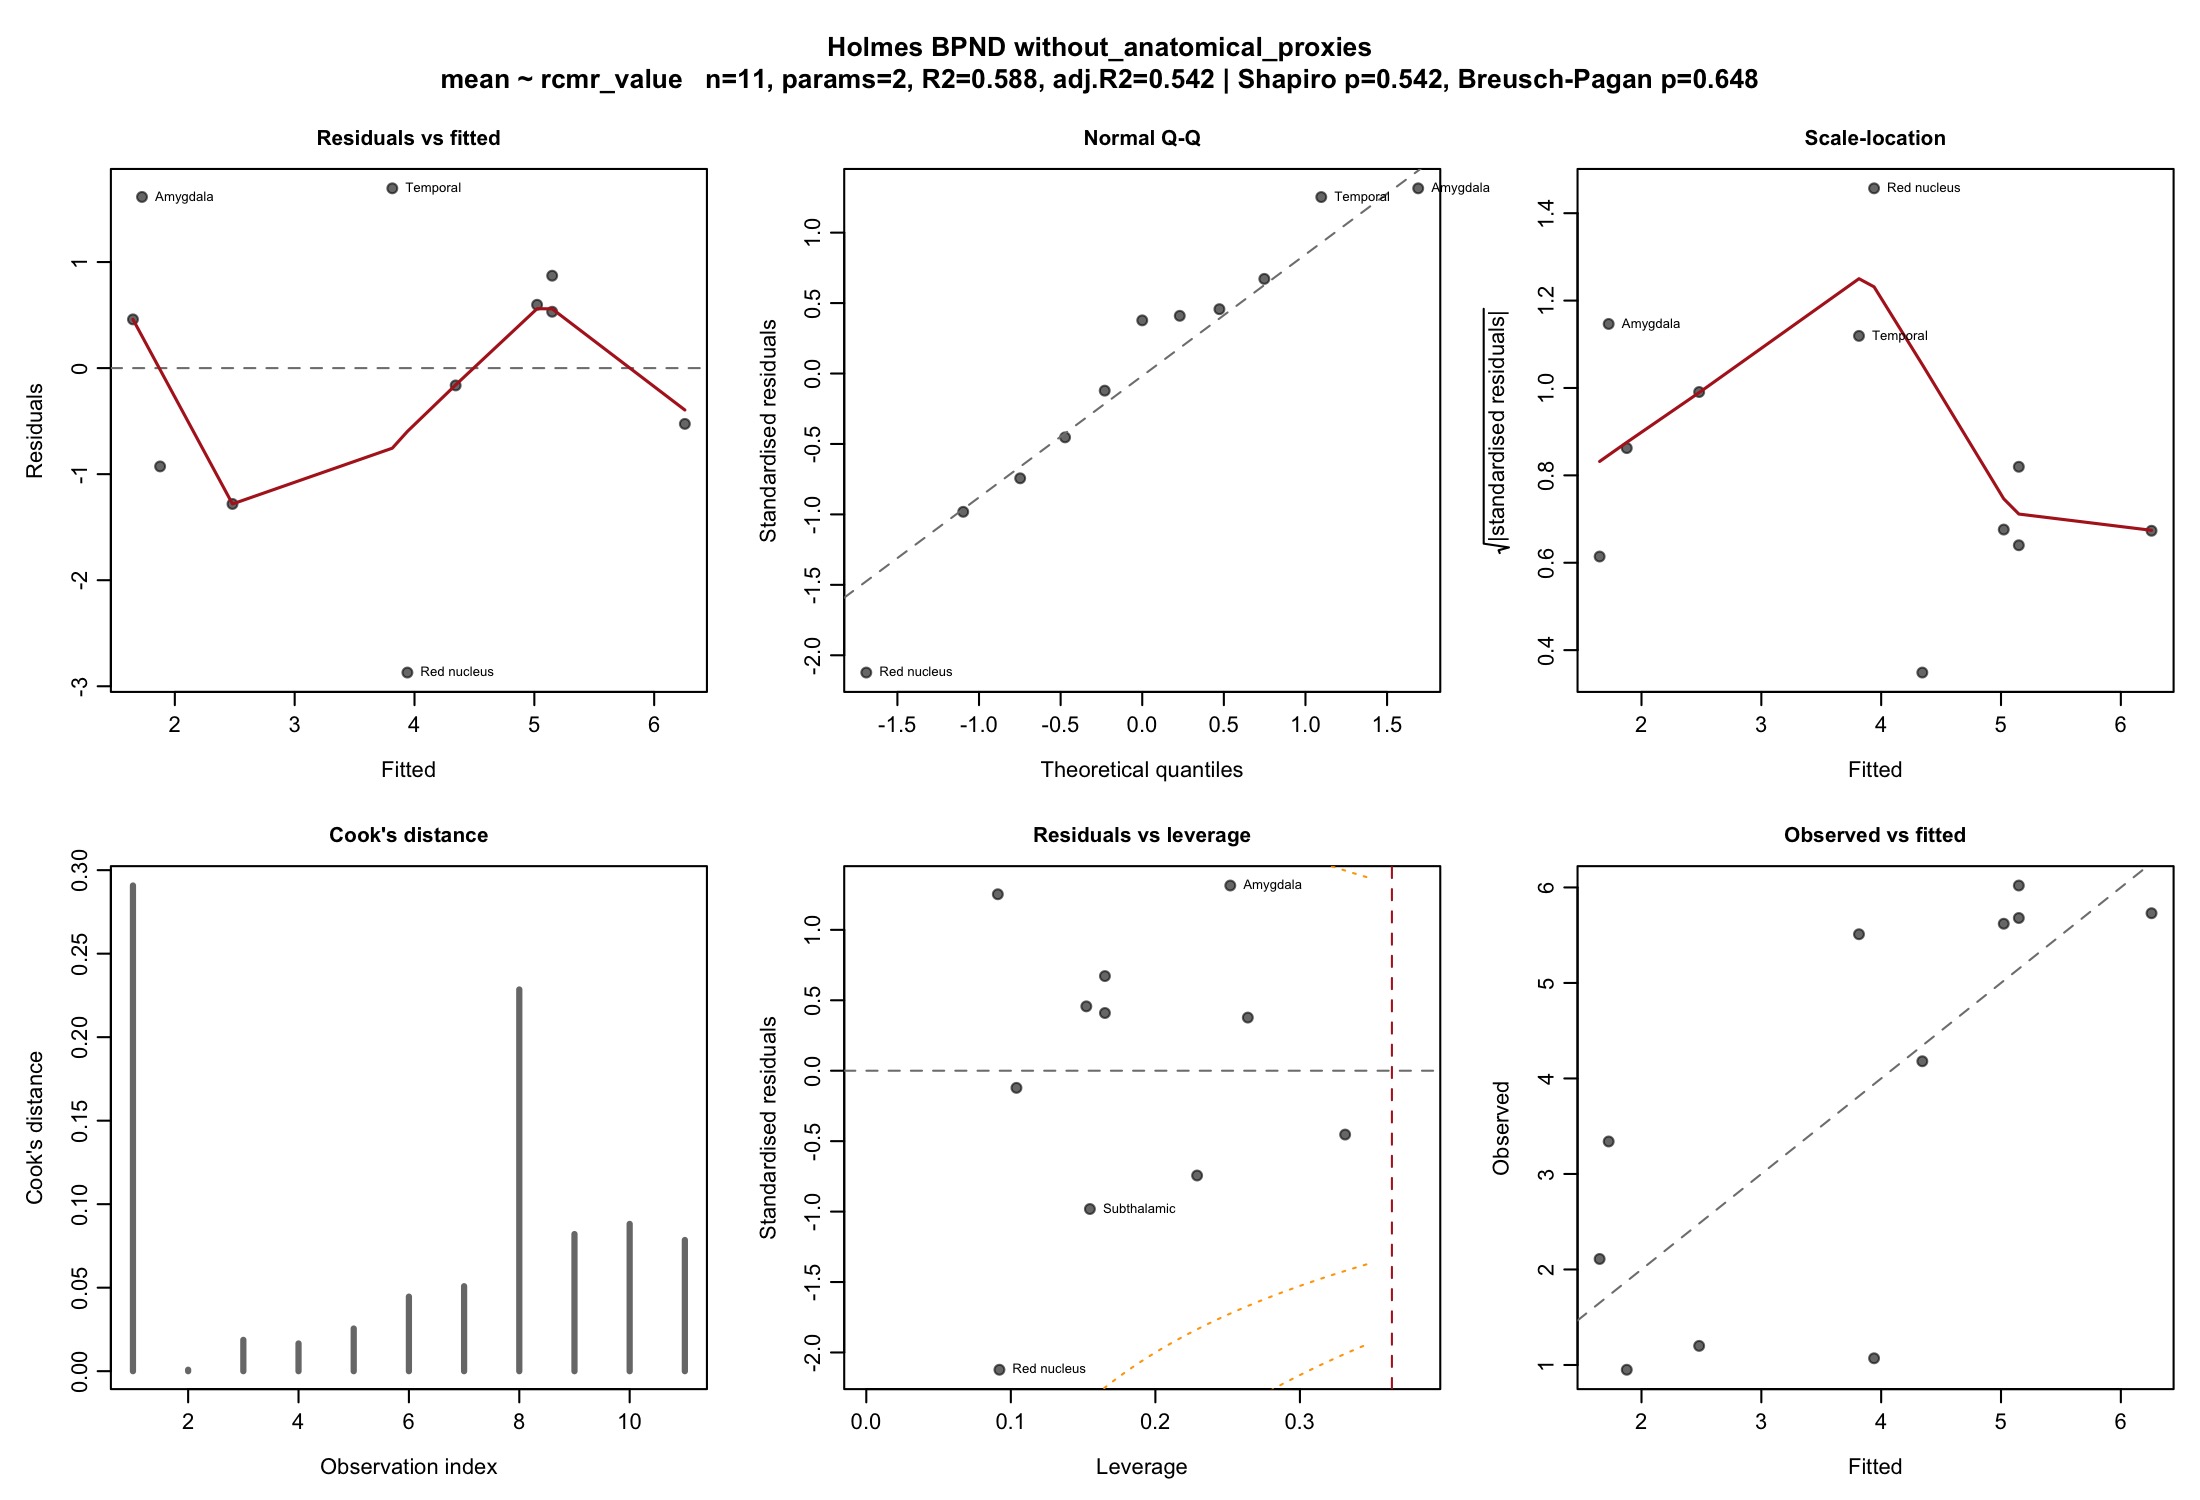 Holmes BPND without_anatomical_proxies
mean ~ rcmr_value   n=11, params=2, R2=0.588, adj.R2=0.542 | Shapiro p=0.542, Breusch-Pagan p=0.648
Residuals vs fitted
Residuals
1
0
-1
-2
-3
Amygdala
Temporal
Red nucleus
2 3 4 5 6
Fitted
Normal Q-Q
Standardised residuals
1.0
0.5
0.0
-0.5
-1.0
-1.5
-2.0
Temporal
Amygdala
Red nucleus
-1.5 -1.0 -0.5 0.0 0.5 1.0 1.5
Theoretical quantiles
Scale-location
√|standardised residuals|
1.4
1.2
1.0
0.8
0.6
0.4
Red nucleus
Amygdala
Temporal
2 3 4 5 6
Fitted
Cook's distance
Cook's distance
0.30
0.25
0.20
0.15
0.10
0.05
0.00
2 4 6 8 10
Observation index
Residuals vs leverage
Standardised residuals
1.0
0.5
0.0
-0.5
-1.0
-1.5
-2.0
Amygdala
Subthalamic
Red nucleus
0.0 0.1 0.2 0.3
Leverage
Observed vs fitted
Observed
6
5
4
3
2
1
2 3 4 5 6
Fitted